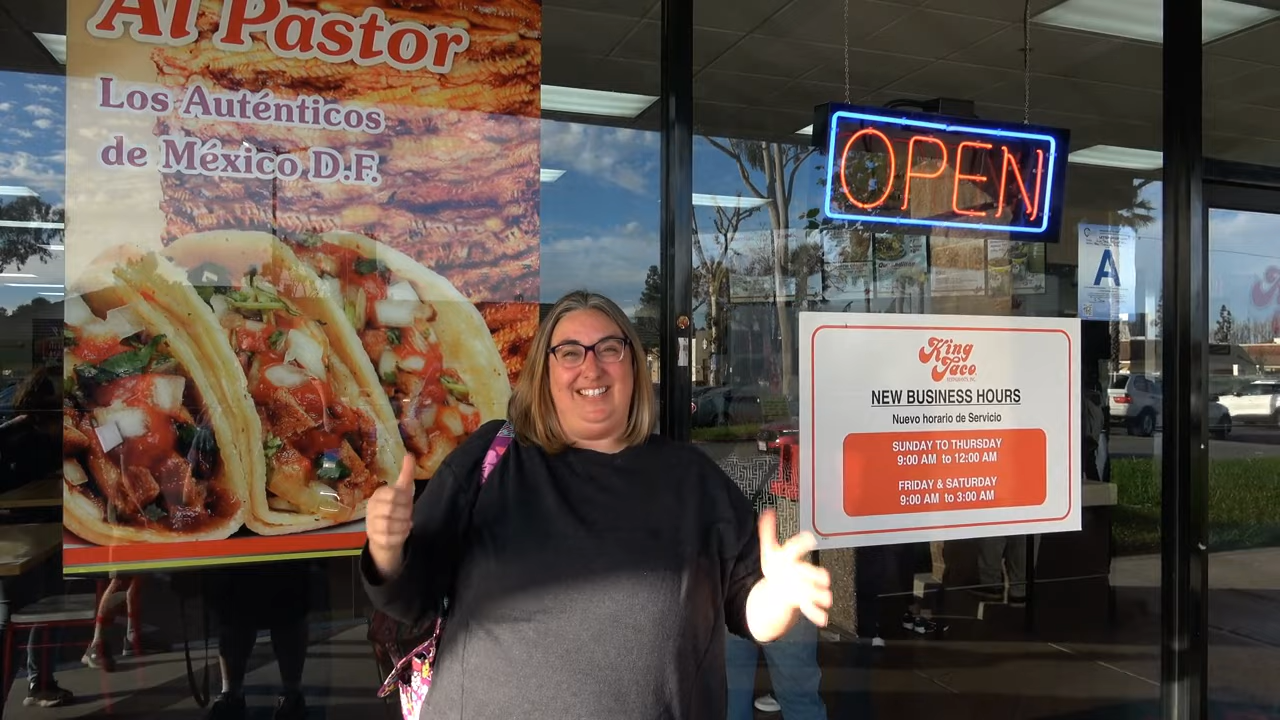 Al Pastor
Los Auténticos
de México D.F.
OPEN
A
King
Taco
NEW BUSINESS HOURS
Nuevo horario de Servicio
SUNDAY TO THURSDAY
9:00 AM to 12:00 AM
FRIDAY & SATURDAY
9:00 AM to 3:00 AM